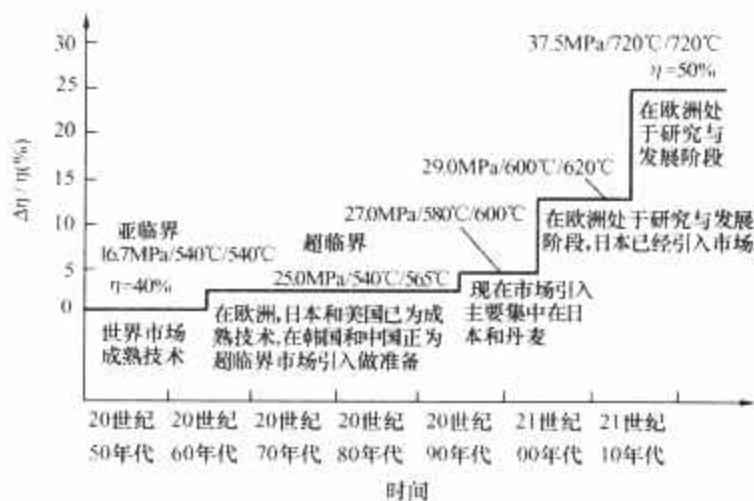 30
37.5MPa/720℃/720℃
η=50%
25
在欧洲处
于研究与
发展阶段
20
Δη/η(%)
15
29.0MPa/600℃/620℃
10
亚临界
超临界
27.0MPa/580℃/600℃
在欧洲处于研究与发展
阶段,日本已经引入市场
16.7MPa/540℃/540℃
5
η=40%
25.0MPa/540℃/565℃
0
世界市场
成熟技术
在欧洲,日本和美国已为成
熟技术,在韩国和中国正为
超临界市场引入做准备
现在市场引入
主要集中在日
本和丹麦
20世纪 20世纪 20世纪 20世纪 20世纪 21世纪 21世纪
50年代 60年代 70年代 80年代 90年代 00年代 10年代
时间